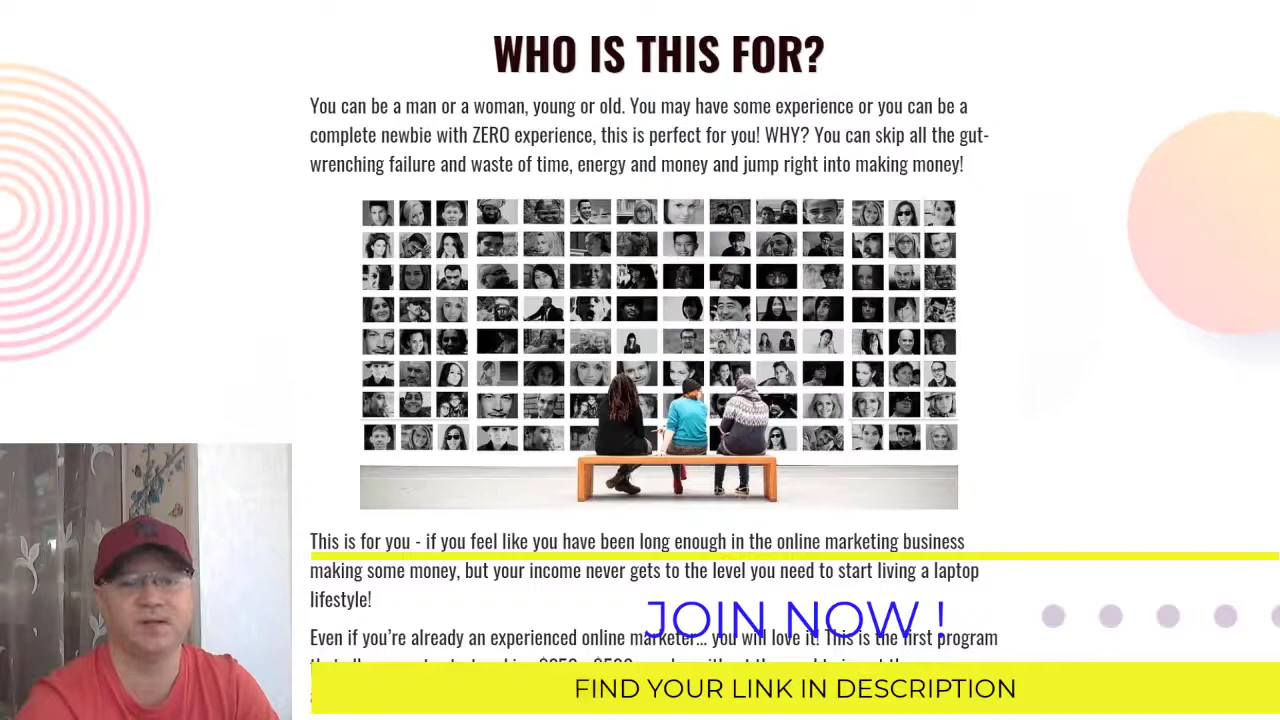 WHO IS THIS FOR?
You can be a man or a woman, young or old. You may have some experience or you can be a
complete newbie with ZERO experience, this is perfect for you! WHY? You can skip all the gut-
wrenching failure and waste of time, energy and money and jump right into making money!
This is for you - if you feel like you have been long enough in the online marketing business
making some money, but your income never gets to the level you need to start living a laptop
lifestyle!
JOIN NOW !
Even if you're already an experienced online marketer... you will love it! This is the first program
FIND YOUR LINK IN DESCRIPTION